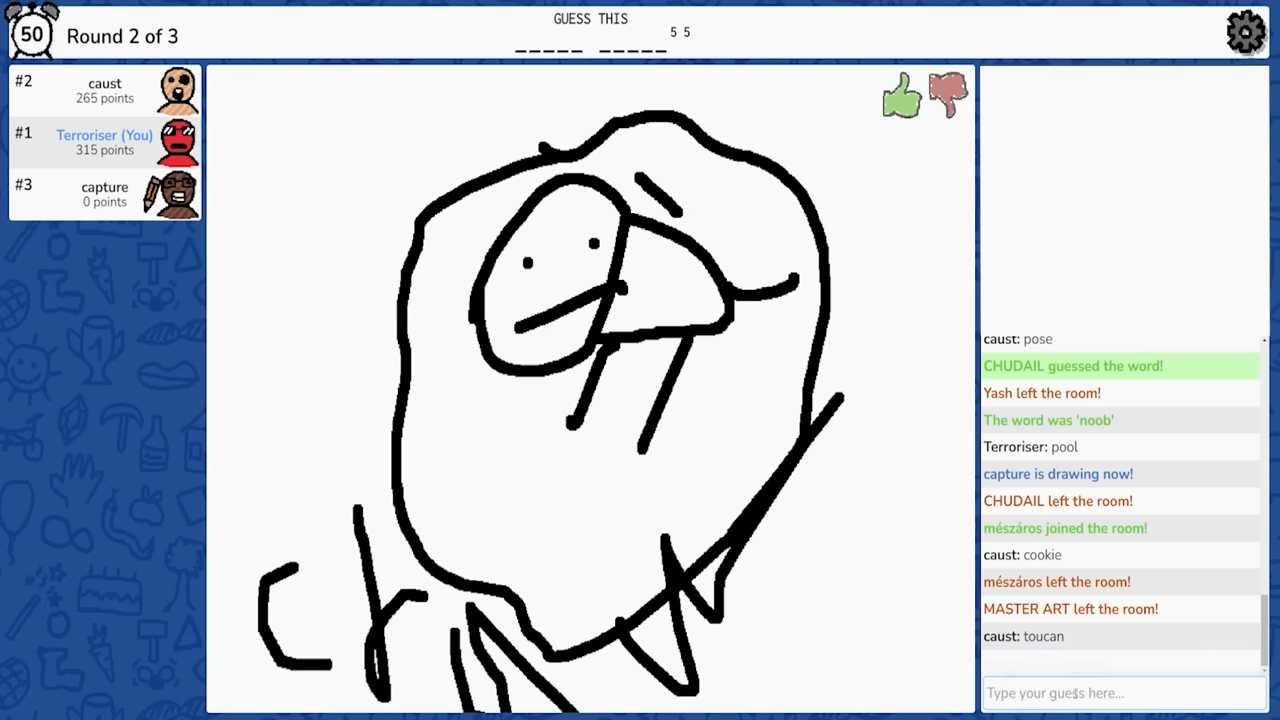 50
Round 2 of 3
GUESS THIS
_____ _____ 5 5
#2
caust
265 points
#1
Terroriser (You)
315 points
#3
capture
0 points
caust: pose
CHUDAIL guessed the word!
Yash left the room!
The word was 'noob'
Terroriser: pool
capture is drawing now!
CHUDAIL left the room!
mészáros joined the room!
caust: cookie
mészáros left the room!
MASTER ART left the room!
caust: toucan
Type your guess here...